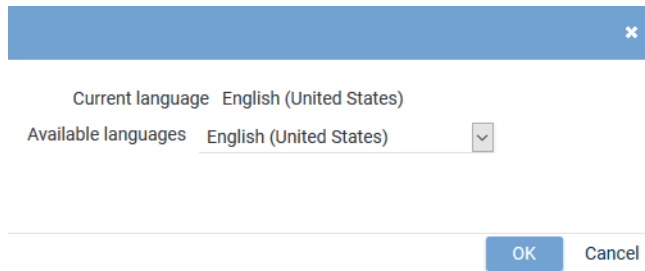 Current language English (United States)
Available languages English (United States)
OK Cancel